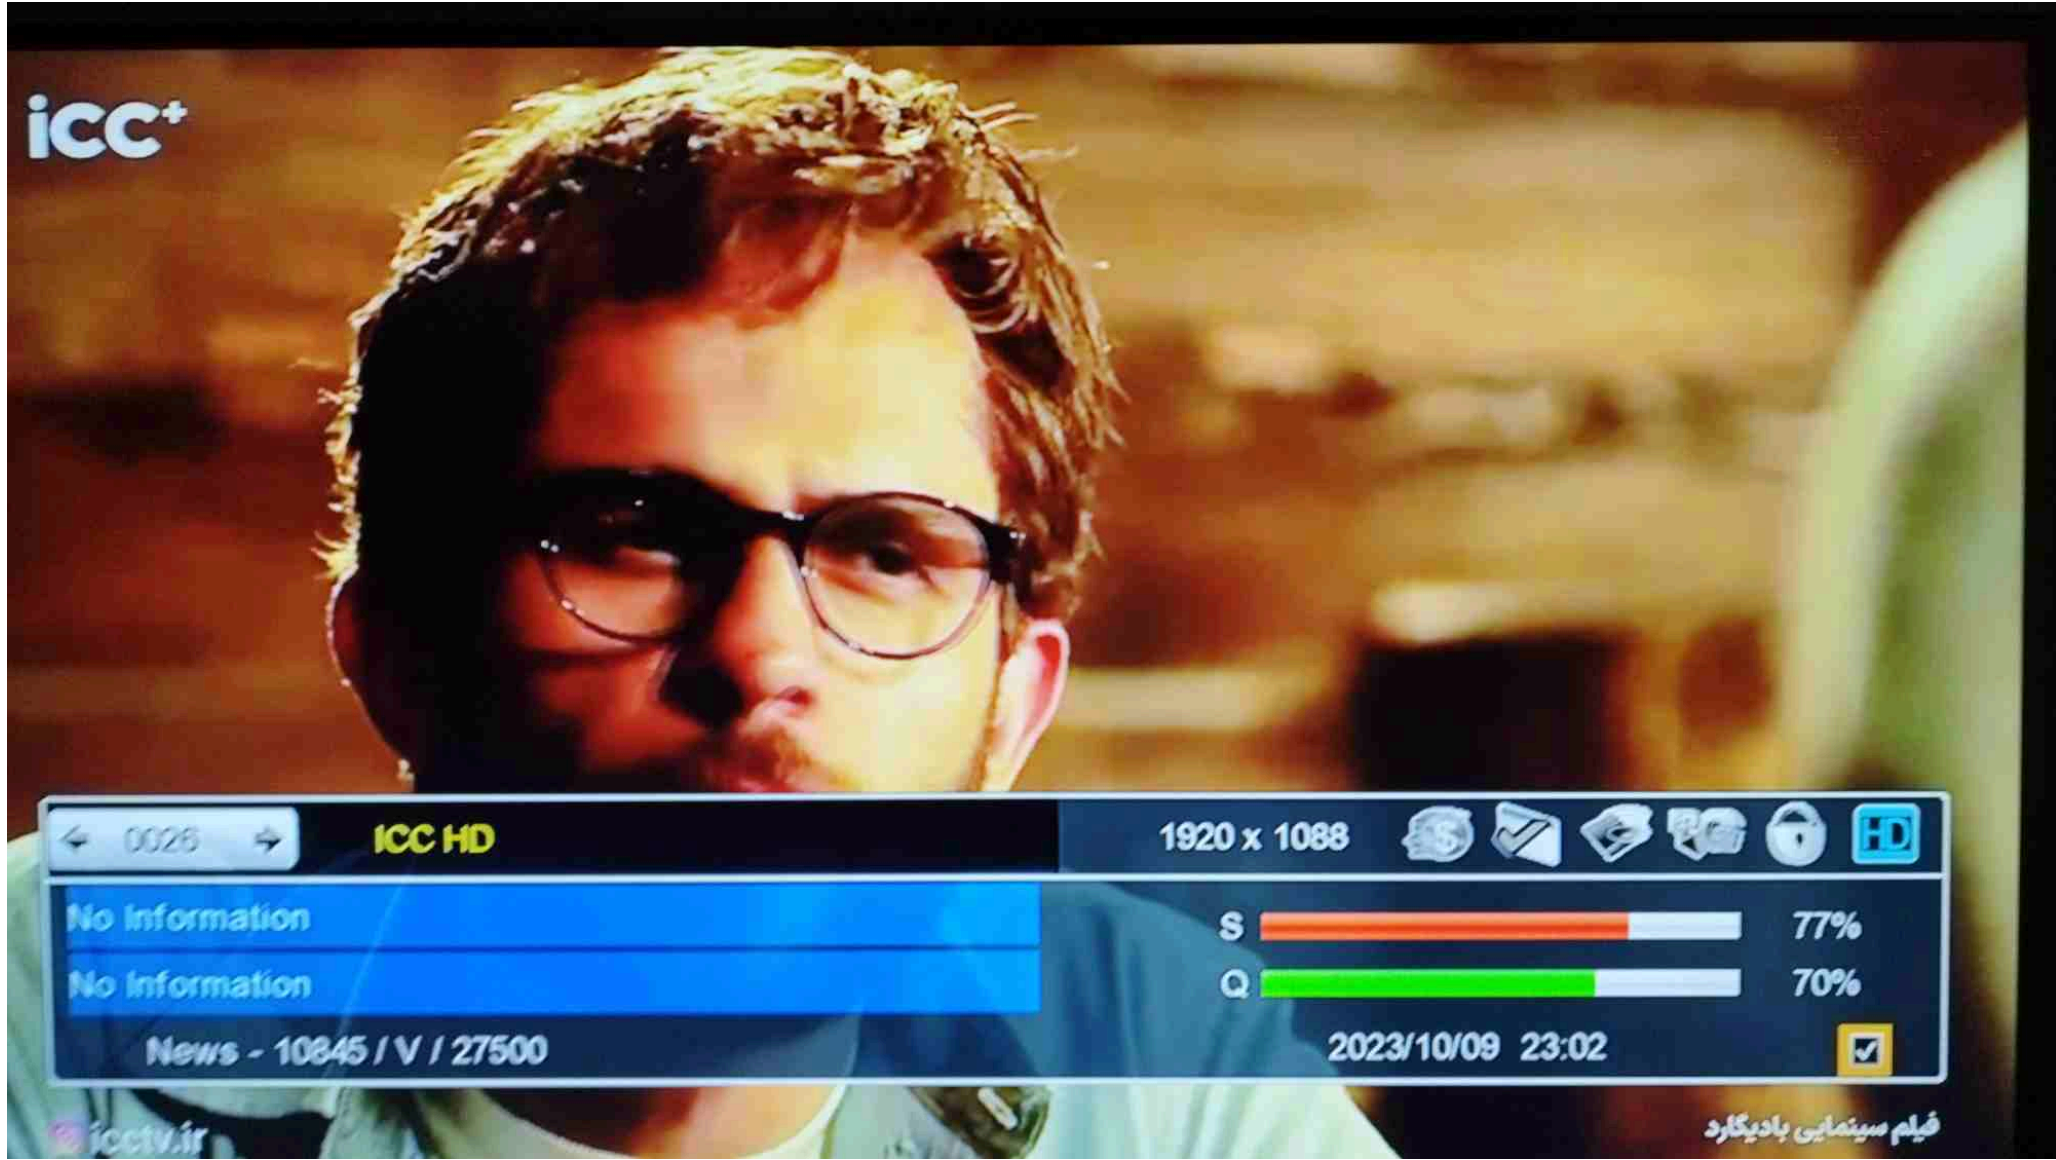 icc+
0026 ICC HD 1920 x 1088 HD
No Information
S 77%
No Information
Q 70%
News - 10845 / V / 27500 2023/10/09 23:02
icctv.ir فیلم سینمایی بادیگارد